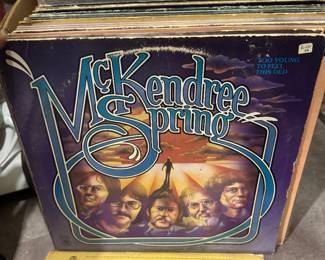 McKendree
Spring
TOO YOUNG
TO FEEL
THIS OLD